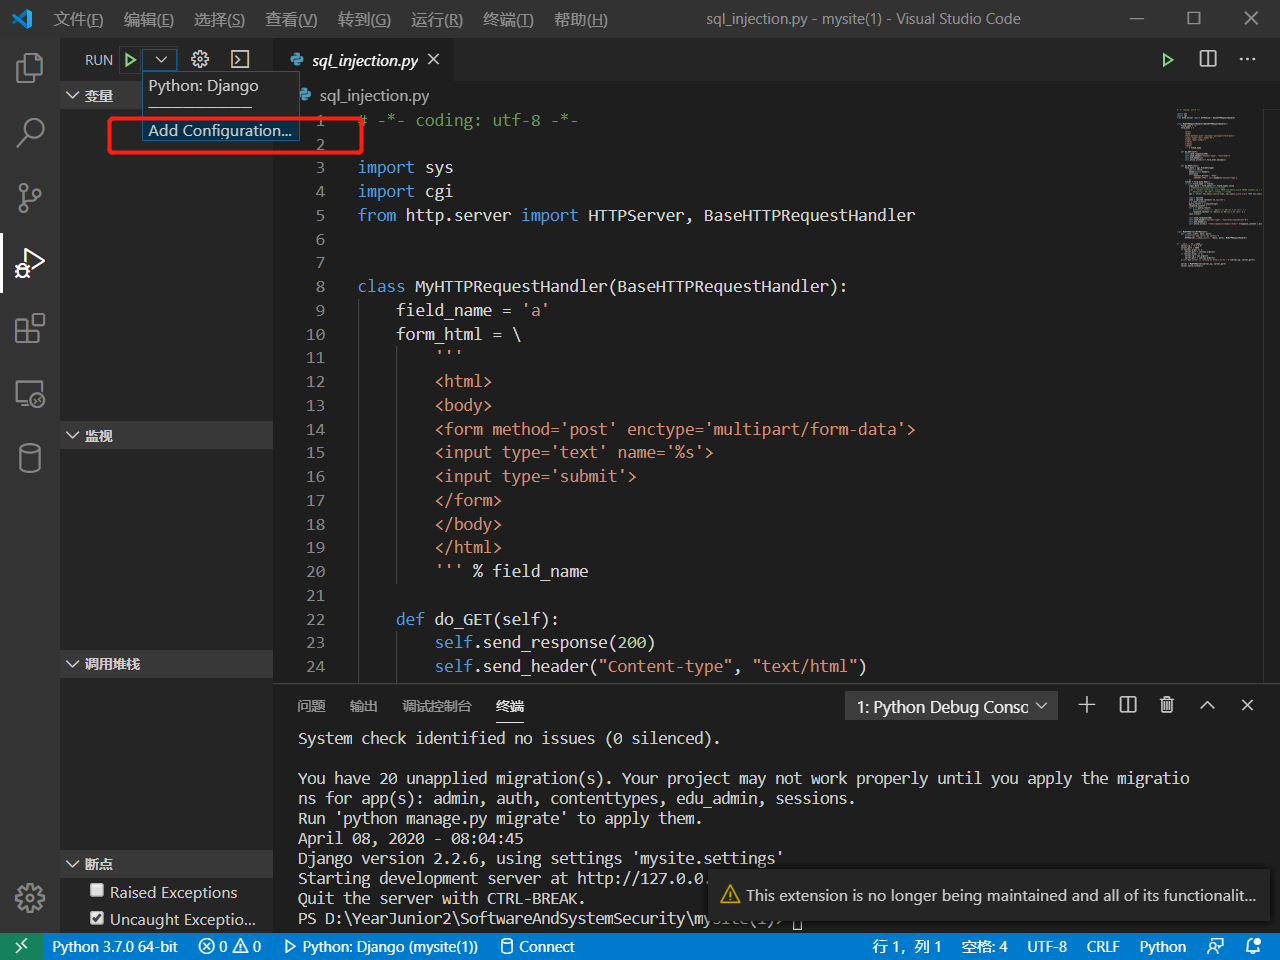 文件(F) 编辑(E) 选择(S) 查看(V) 转到(G) 运行(R) 终端(T) 帮助(H) sql_injection.py - mysite(1) - Visual Studio Code
RUN
sql_injection.py
Python: Django
Add Configuration...
变量
监视
调用堆栈
断点
Raised Exceptions
Uncaught Exceptio...
sql_injection.py
1 # -*- coding: utf-8 -*-
2
3 import sys
4 import cgi
5 from http.server import HTTPServer, BaseHTTPRequestHandler
6
7
8 class MyHTTPRequestHandler(BaseHTTPRequestHandler):
9 field_name = 'a'
10 form_html = \
11 '''
12 <html>
13 <body>
14 <form method='post' enctype='multipart/form-data'>
15 <input type='text' name='%s'>
16 <input type='submit'>
17 </form>
18 </body>
19 </html>
20 ''' % field_name
21
22 def do_GET(self):
23 self.send_response(200)
24 self.send_header("Content-type", "text/html")
问题 输出 调试控制台 终端 1: Python Debug Conso
System check identified no issues (0 silenced).
You have 20 unapplied migration(s). Your project may not work properly until you apply the migratio
ns for app(s): admin, auth, contenttypes, edu_admin, sessions.
Run 'python manage.py migrate' to apply them.
April 08, 2020 - 08:04:45
Django version 2.2.6, using settings 'mysite.settings'
Starting development server at http://127.0.0.
Quit the server with CTRL-BREAK.
PS D:\YearJunior2\SoftwareAndSystemSecurity\mysite(1)>
This extension is no longer being maintained and all of its functionalit...
Python 3.7.0 64-bit 0 0 Python: Django (mysite(1)) Connect 行 1，列 1 空格: 4 UTF-8 CRLF Python